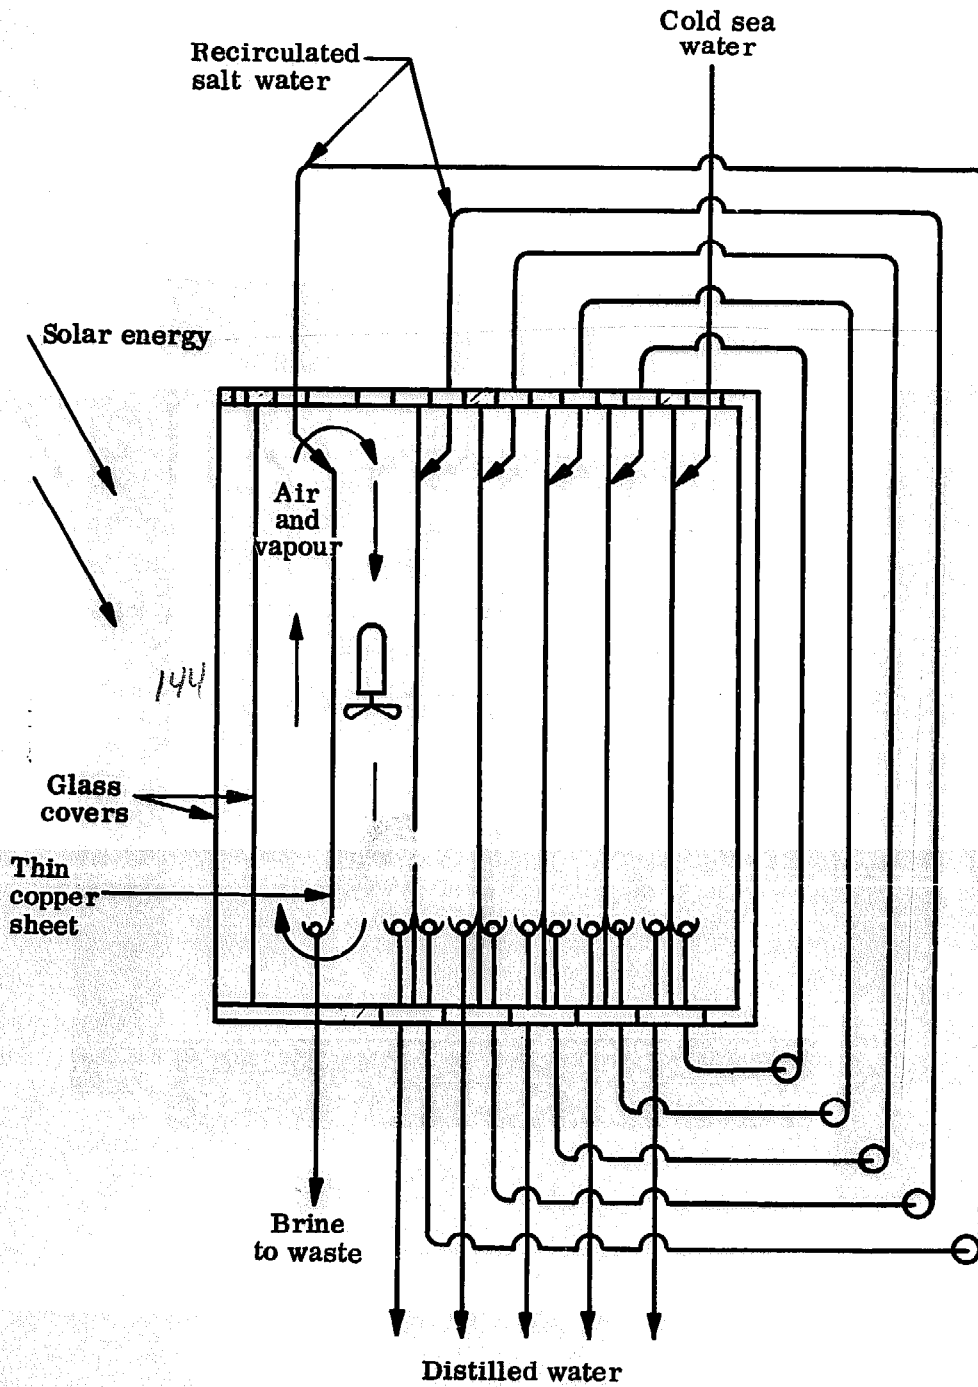 Cold sea
water
Recirculated
salt water
Solar energy
Air
and
vapour
144
Glass
covers
Thin
copper
sheet
Brine
to waste
Distilled water